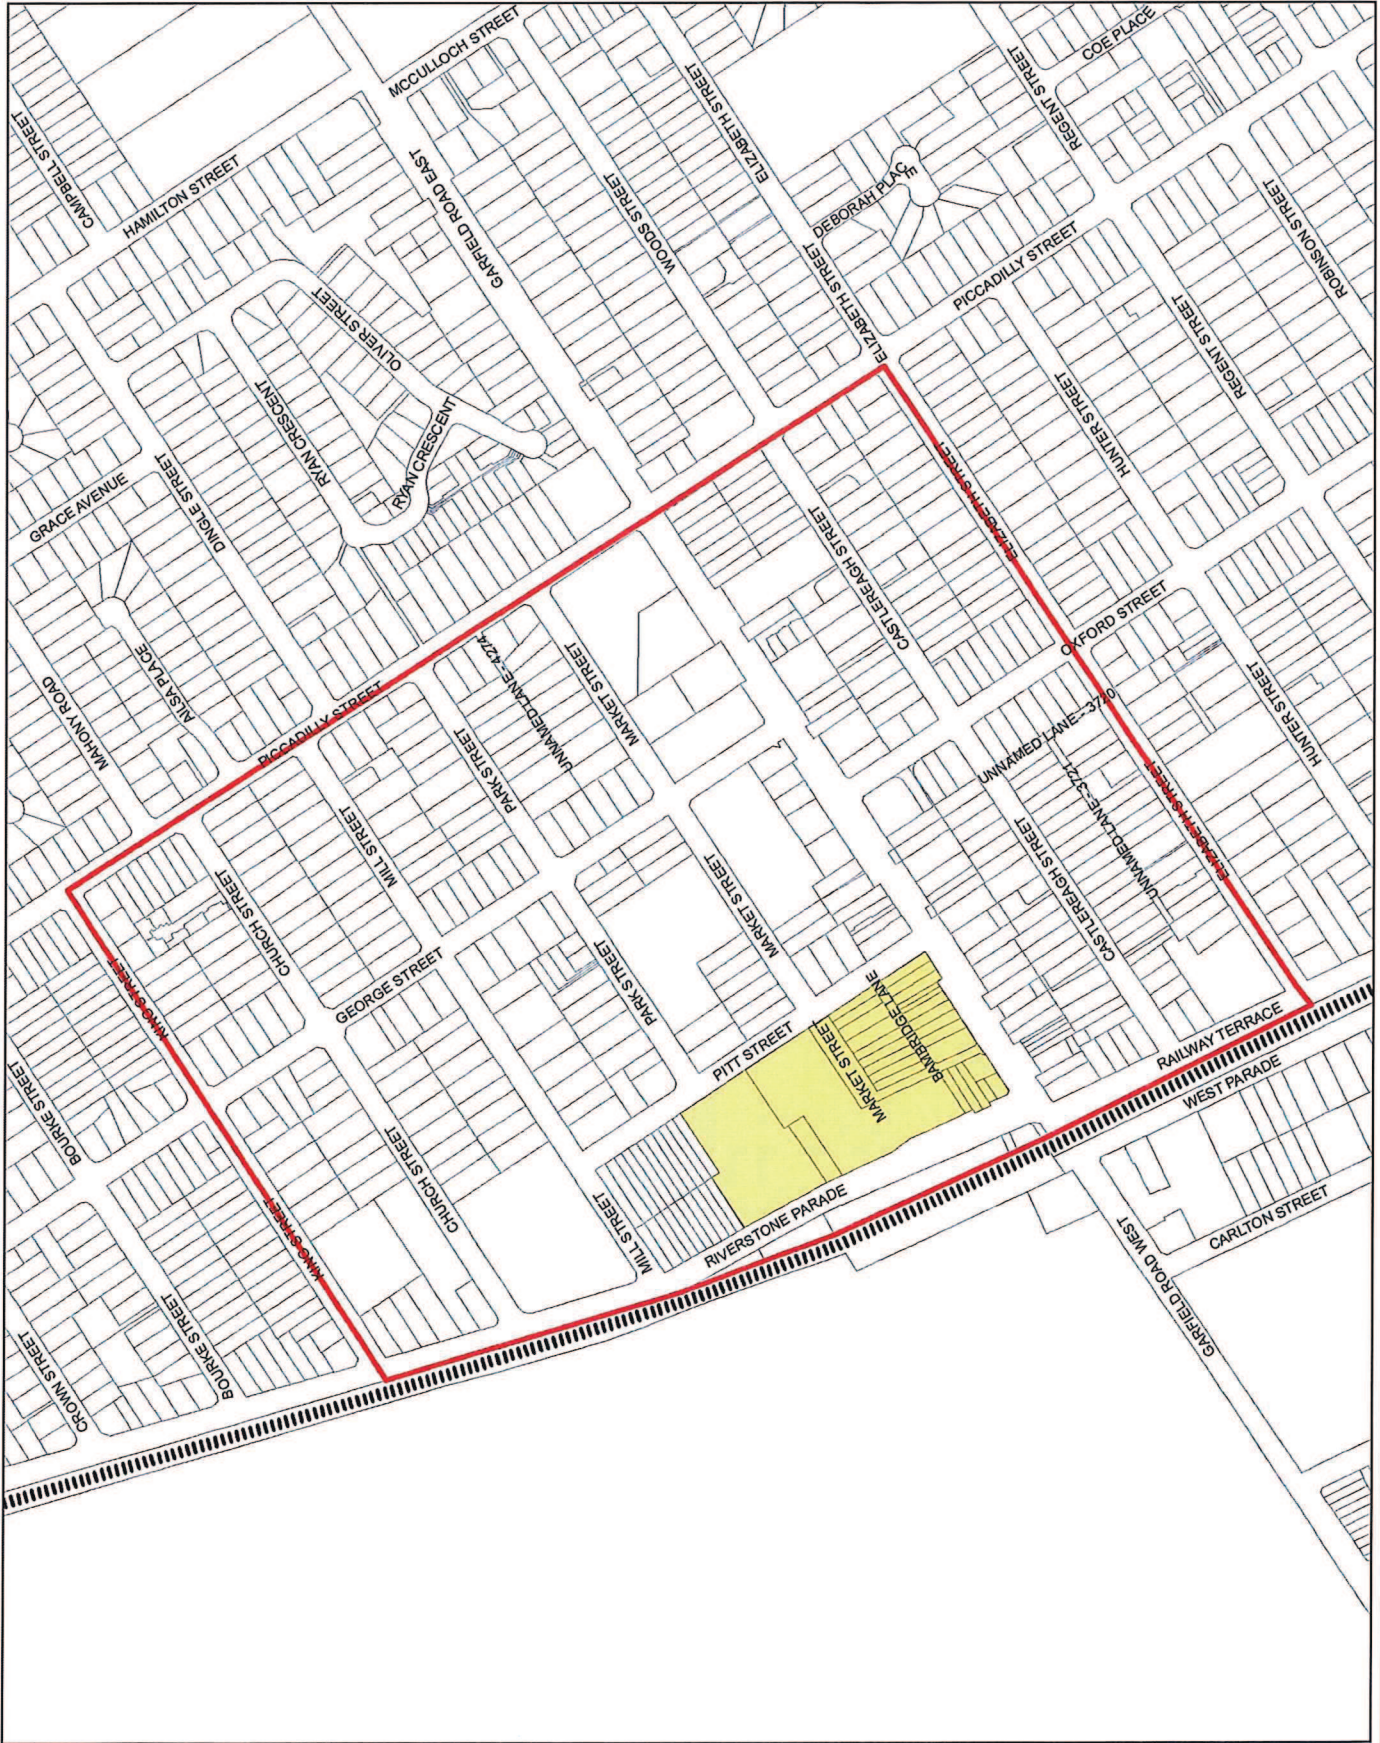 MCCULLOCH STREET
COE PLACE
REGENT STREET
CAMPBELL STREET
HAMILTON STREET
GARFIELD ROAD EAST
WOODS STREET
ELIZABETH STREET
DEBORAH PLACE
ELIZABETH STREET
PICCADILLY STREET
ROBINSON STREET
OLIVER STREET
RYAN CRESCENT
RYAN CRESCENT
REGENT STREET
HUNTER STREET
GRACE AVENUE
DINGLE STREET
ELIZABETH STREET
CASTLEREAGH STREET
OXFORD STREET
MAHONY ROAD
AILSA PLACE
PICCADILLY STREET
UNNAMED LANE - 4274
MARKET STREET
PARK STREET
UNNAMED LANE - 3720
UNNAMED LANE - 3721
HUNTER STREET
ELIZABETH STREET
MILL STREET
CHURCH STREET
MARKET STREET
CASTLEREAGH STREET
KING STREET
GEORGE STREET
PARK STREET
BAMBRIDGE LANE
PITT STREET
MARKET STREET
RAILWAY TERRACE
WEST PARADE
BOURKE STREET
CHURCH STREET
MILL STREET
RIVERSTONE PARADE
KING STREET
GARFIELD ROAD WEST
CARLTON STREET
BOURKE STREET
CROWN STREET